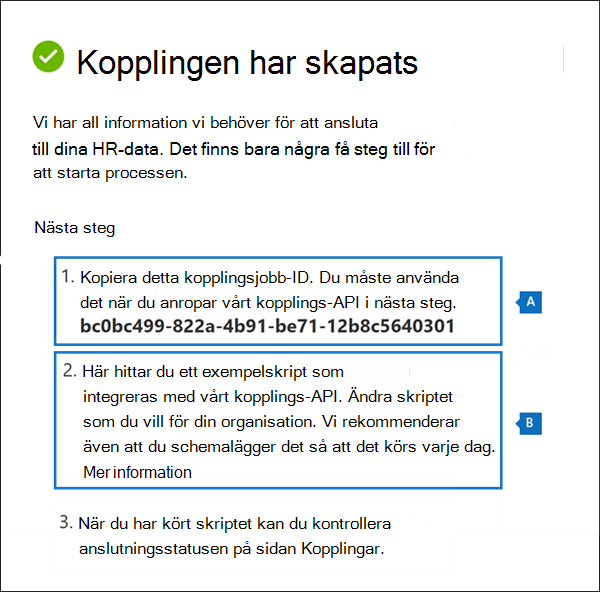 Kopplingen har skapats
Vi har all information vi behöver för att ansluta
till dina HR-data. Det finns bara några få steg till för
att starta processen.
Nästa steg
1. Kopiera detta kopplingsjobb-ID. Du måste använda
det när du anropar vårt kopplings-API i nästa steg.
bc0bc499-822a-4b91-be71-12b8c5640301
A
2. Här hittar du ett exempelskript som
integreras med vårt kopplings-API. Ändra skriptet
som du vill för din organisation. Vi rekommenderar
även att du schemalägger det så att det körs varje dag.
Mer information
B
3. När du har kört skriptet kan du kontrollera
anslutningsstatusen på sidan Kopplingar.